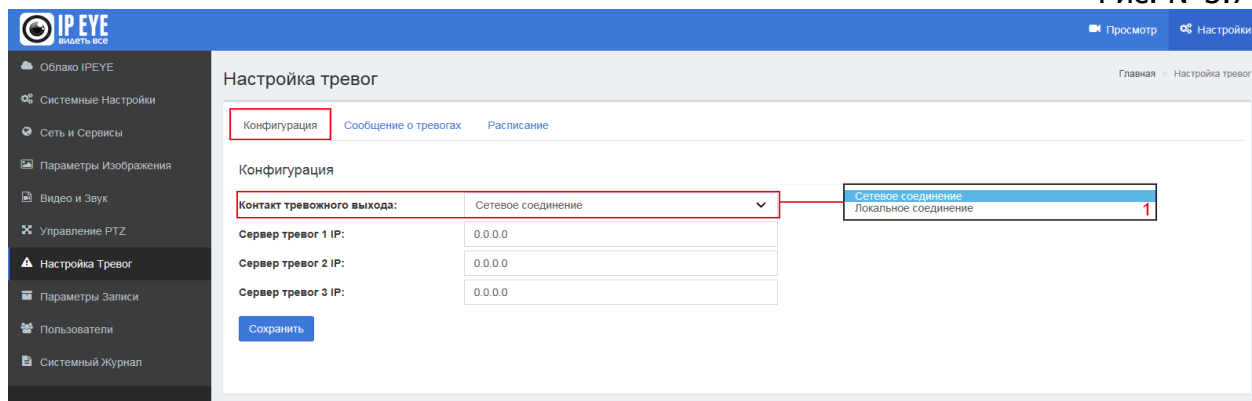 Рис. № 5.7
IP EYE
ВИДЕТЬ ВСЕ
Просмотр
Настройки
Облако IPEYE
Системные Настройки
Сеть и Сервисы
Параметры Изображения
Видео и Звук
Управление PTZ
Настройка Тревог
Параметры Записи
Пользователи
Системный Журнал
Настройка тревог
Главная > Настройка тревог
Конфигурация Сообщение о тревогах Расписание
Конфигурация
Контакт тревожного выхода: Сетевое соединение
Сетевое соединение
Локальное соединение
1
Сервер тревог 1 IP: 0.0.0.0
Сервер тревог 2 IP: 0.0.0.0
Сервер тревог 3 IP: 0.0.0.0
Сохранить